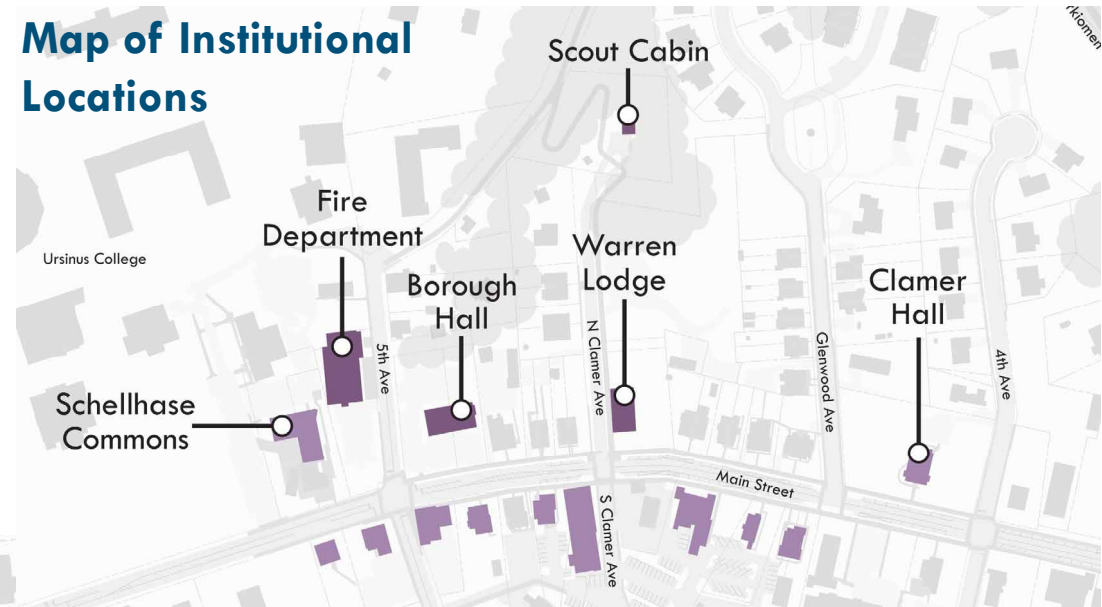 Map of Institutional
Locations
Scout Cabin
Fire
Department
Ursinus College
Warren
Lodge
Borough
Hall
Clamer
Hall
Schellhase
Commons
5th Ave
N Clamer Ave
Glenwood Ave
4th Ave
Main Street
S Clamer Ave